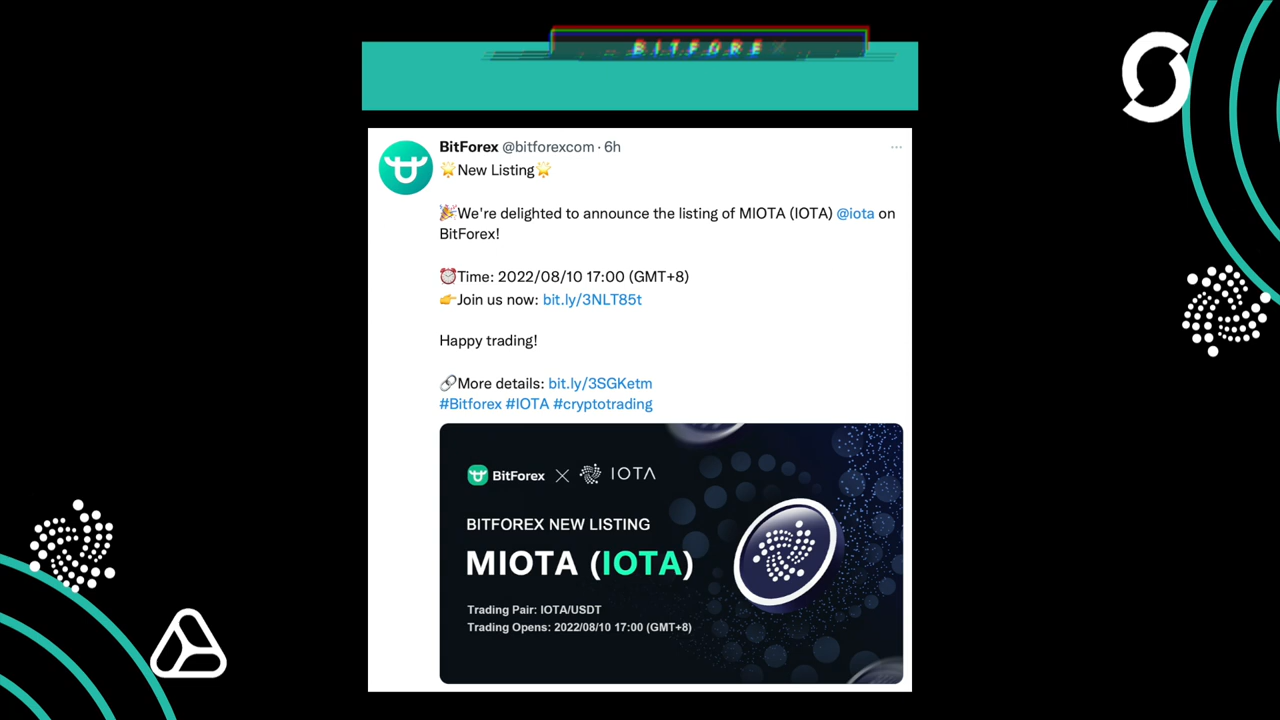 BITFOREX
BitForex @bitforexcom · 6h
🌟New Listing🌟
🎉We're delighted to announce the listing of MIOTA (IOTA) @iota on
BitForex!
⏰Time: 2022/08/10 17:00 (GMT+8)
👉Join us now: bit.ly/3NLT85t
Happy trading!
🔗More details: bit.ly/3SGKetm
#Bitforex #IOTA #cryptotrading
BitForex × IOTA
BITFOREX NEW LISTING
MIOTA (IOTA)
Trading Pair: IOTA/USDT
Trading Opens: 2022/08/10 17:00 (GMT+8)